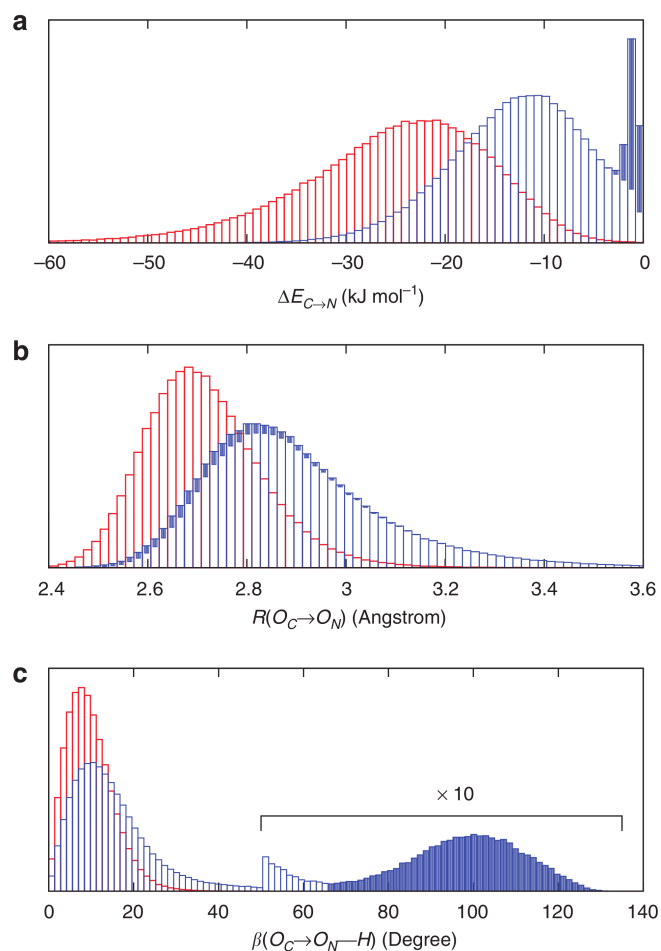 a
–60 –50 –40 –30 –20 –10 0
ΔE_{C→N} (kJ mol⁻¹)
b
2.4 2.6 2.8 3 3.2 3.4 3.6
R(O_C→O_N) (Angstrom)
c
× 10
0 20 40 60 80 100 120 140
β(O_C→O_N—H) (Degree)